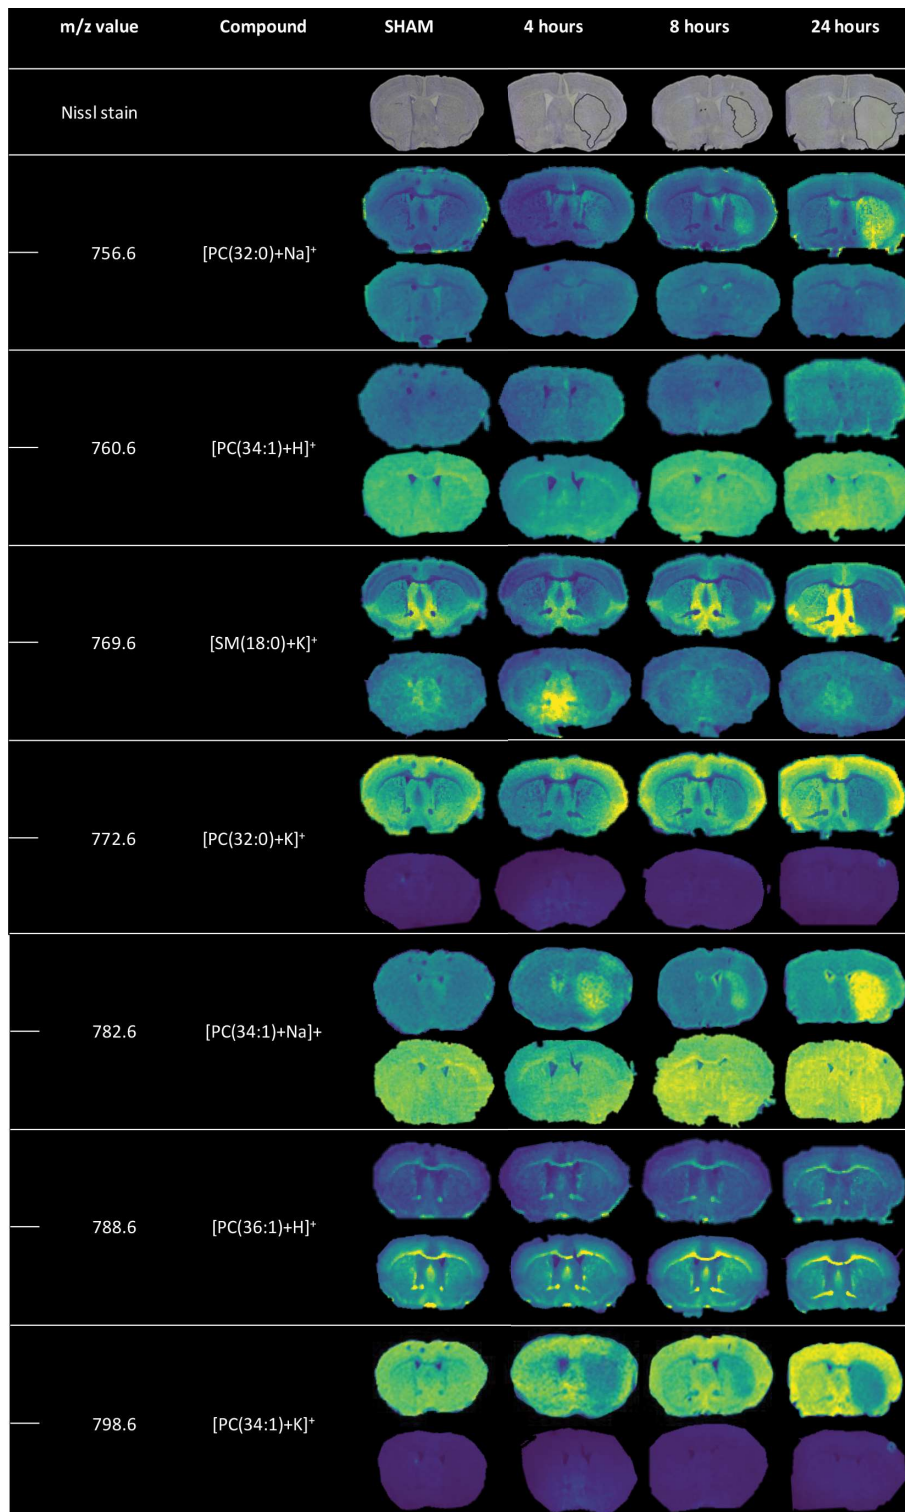 m/z value Compound SHAM 4 hours 8 hours 24 hours
Nissl stain
756.6 [PC(32:0)+Na]⁺
760.6 [PC(34:1)+H]⁺
769.6 [SM(18:0)+K]⁺
772.6 [PC(32:0)+K]⁺
782.6 [PC(34:1)+Na]+
788.6 [PC(36:1)+H]⁺
798.6 [PC(34:1)+K]⁺